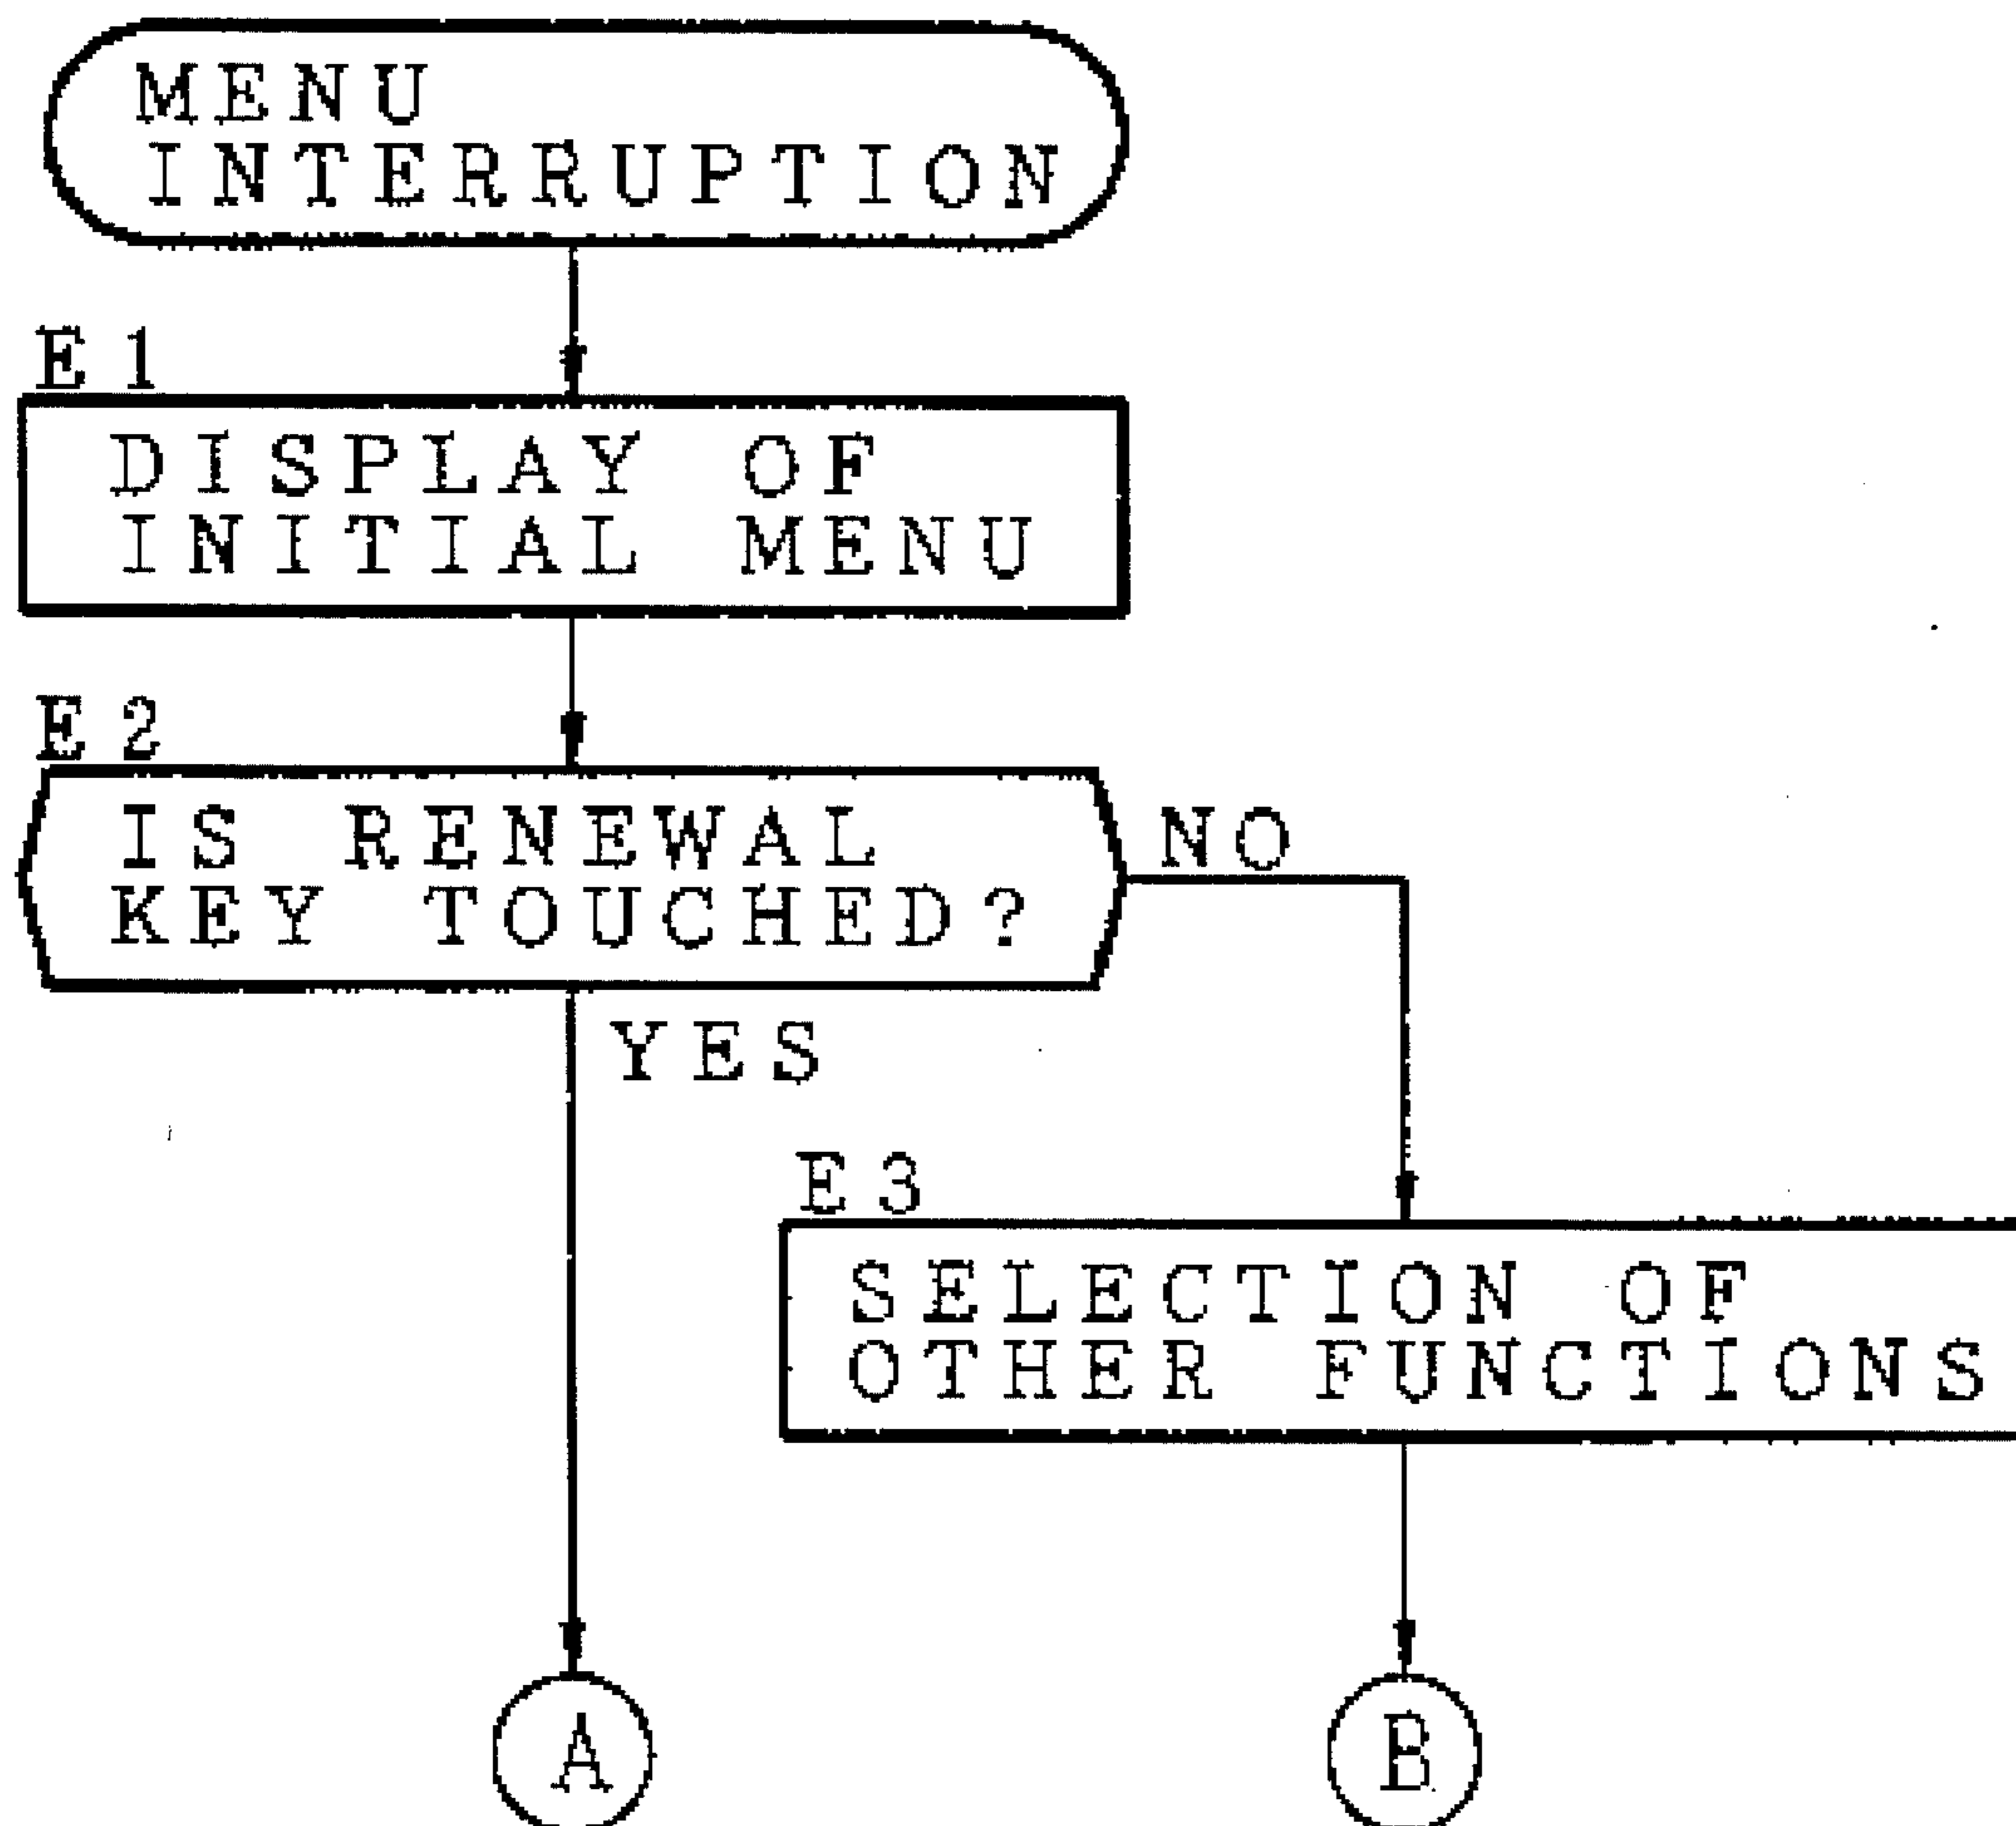 MENU
INTERRUPTION
E1
DISPLAY OF
INITIAL MENU
E2
IS RENEWAL
KEY TOUCHED?
NO
YES
E3
SELECTION OF
OTHER FUNCTIONS
A
B